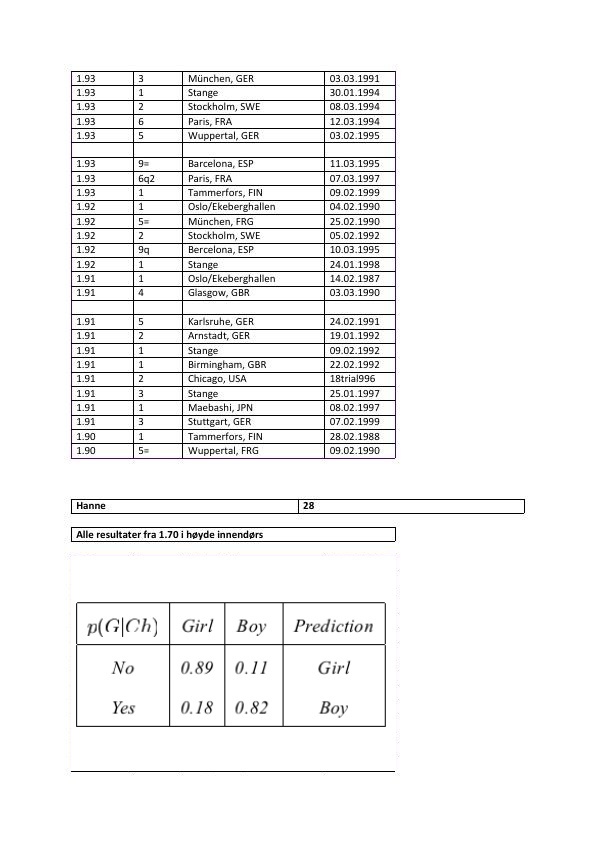 1.93 3 München, GER 03.03.1991
1.93 1 Stange 30.01.1994
1.93 2 Stockholm, SWE 08.03.1994
1.93 6 Paris, FRA 12.03.1994
1.93 5 Wuppertal, GER 03.02.1995
1.93 9= Barcelona, ESP 11.03.1995
1.93 6q2 Paris, FRA 07.03.1997
1.93 1 Tammerfors, FIN 09.02.1999
1.92 1 Oslo/Ekeberghallen 04.02.1990
1.92 5= München, FRG 25.02.1990
1.92 2 Stockholm, SWE 05.02.1992
1.92 9q Bercelona, ESP 10.03.1995
1.92 1 Stange 24.01.1998
1.91 1 Oslo/Ekeberghallen 14.02.1987
1.91 4 Glasgow, GBR 03.03.1990
1.91 5 Karlsruhe, GER 24.02.1991
1.91 2 Arnstadt, GER 19.01.1992
1.91 1 Stange 09.02.1992
1.91 1 Birmingham, GBR 22.02.1992
1.91 2 Chicago, USA 18trial996
1.91 3 Stange 25.01.1997
1.91 1 Maebashi, JPN 08.02.1997
1.91 3 Stuttgart, GER 07.02.1999
1.90 1 Tammerfors, FIN 28.02.1988
1.90 5= Wuppertal, FRG 09.02.1990
Hanne 28
Alle resultater fra 1.70 i høyde innendørs
p(G|Ch) Girl Boy Prediction
No 0.89 0.11 Girl
Yes 0.18 0.82 Boy